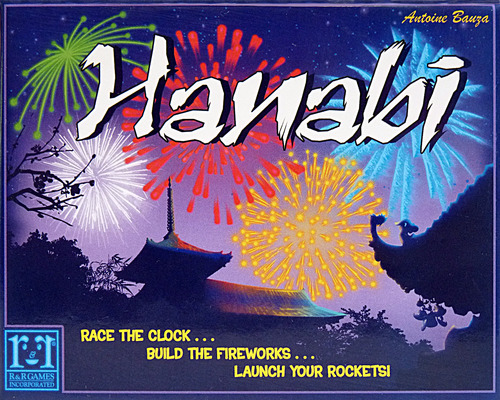 Antoine Bauza
Hanabi
RACE THE CLOCK . . .
BUILD THE FIREWORKS . . .
LAUNCH YOUR ROCKETS!
R&R
R&R GAMES
INCORPORATED